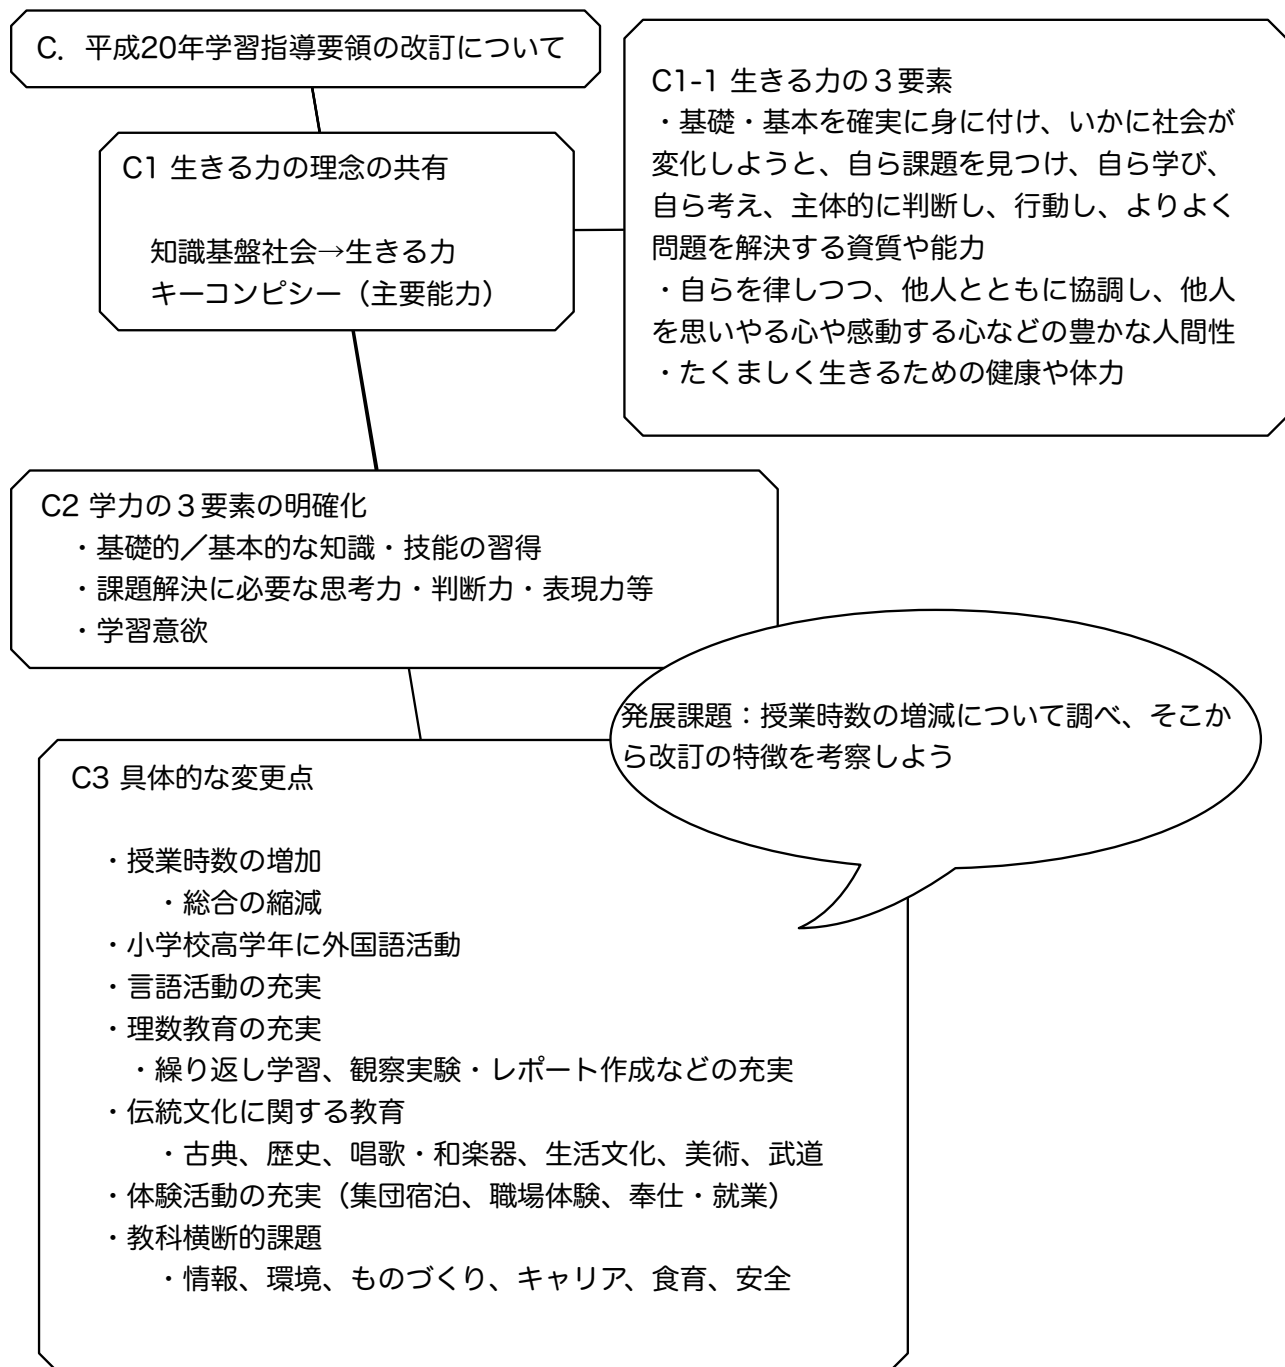 C. 平成20年学習指導要領の改訂について
C1 生きる力の理念の共有
知識基盤社会→生きる力
キーコンピシー（主要能力）
C1-1 生きる力の３要素
・基礎・基本を確実に身に付け、いかに社会が
変化しようと、自ら課題を見つけ、自ら学び、
自ら考え、主体的に判断し、行動し、よりよく
問題を解決する資質や能力
・自らを律しつつ、他人とともに協調し、他人
を思いやる心や感動する心などの豊かな人間性
・たくましく生きるための健康や体力
C2 学力の３要素の明確化
・基礎的／基本的な知識・技能の習得
・課題解決に必要な思考力・判断力・表現力等
・学習意欲
発展課題：授業時数の増減について調べ、そこか
ら改訂の特徴を考察しよう
C3 具体的な変更点
・授業時数の増加
・総合の縮減
・小学校高学年に外国語活動
・言語活動の充実
・理数教育の充実
・繰り返し学習、観察実験・レポート作成などの充実
・伝統文化に関する教育
・古典、歴史、唱歌・和楽器、生活文化、美術、武道
・体験活動の充実（集団宿泊、職場体験、奉仕・就業）
・教科横断的課題
・情報、環境、ものづくり、キャリア、食育、安全